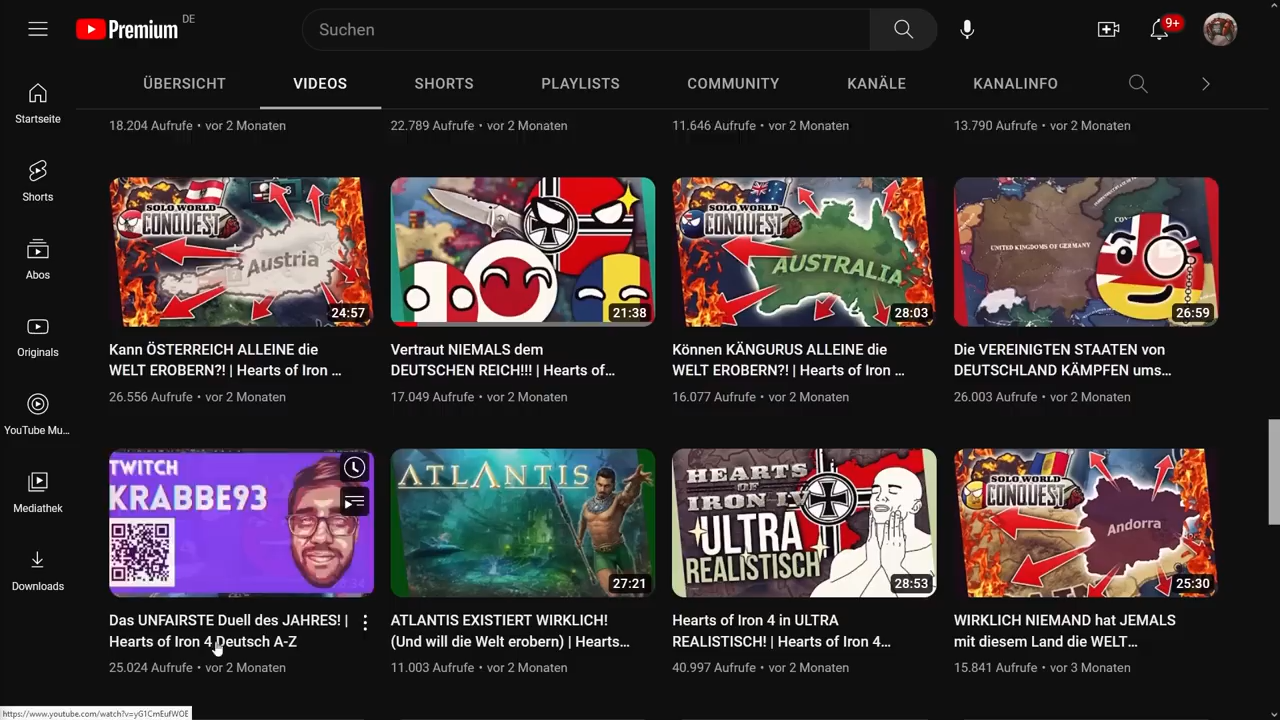 Premium DE
Suchen
9+
ÜBERSICHT VIDEOS SHORTS PLAYLISTS COMMUNITY KANÄLE KANALINFO
Startseite
Shorts
Abos
Originals
YouTube Mu...
Mediathek
Downloads
18.204 Aufrufe • vor 2 Monaten
22.789 Aufrufe • vor 2 Monaten
11.646 Aufrufe • vor 2 Monaten
13.790 Aufrufe • vor 2 Monaten
SOLO WORLD
CONQUEST
Austria
24:57
Kann ÖSTERREICH ALLEINE die
WELT EROBERN?! | Hearts of Iron ...
26.556 Aufrufe • vor 2 Monaten
21:38
Vertraut NIEMALS dem
DEUTSCHEN REICH!!! | Hearts of...
17.049 Aufrufe • vor 2 Monaten
SOLO WORLD
CONQUEST
AUSTRALIA
28:03
Können KÄNGURUS ALLEINE die
WELT EROBERN?! | Hearts of Iron ...
16.077 Aufrufe • vor 2 Monaten
UNITED KINGDOMS OF GERMANY
26:59
Die VEREINIGTEN STAATEN von
DEUTSCHLAND KÄMPFEN ums...
26.003 Aufrufe • vor 2 Monaten
TWITCH
KRABBE93
Das UNFAIRSTE Duell des JAHRES! |
Hearts of Iron 4 Deutsch A-Z
25.024 Aufrufe • vor 2 Monaten
ATLANTIS
27:21
ATLANTIS EXISTIERT WIRKLICH!
(Und will die Welt erobern) | Hearts...
11.003 Aufrufe • vor 2 Monaten
HEARTS
OF
IRON IV
ULTRA
REALISTISCH
28:53
Hearts of Iron 4 in ULTRA
REALISTISCH! | Hearts of Iron 4...
40.997 Aufrufe • vor 2 Monaten
SOLO WORLD
CONQUEST
Andorra
25:30
WIRKLICH NIEMAND hat JEMALS
mit diesem Land die WELT...
15.841 Aufrufe • vor 3 Monaten
https://www.youtube.com/watch?v=yG1CmEufWOE